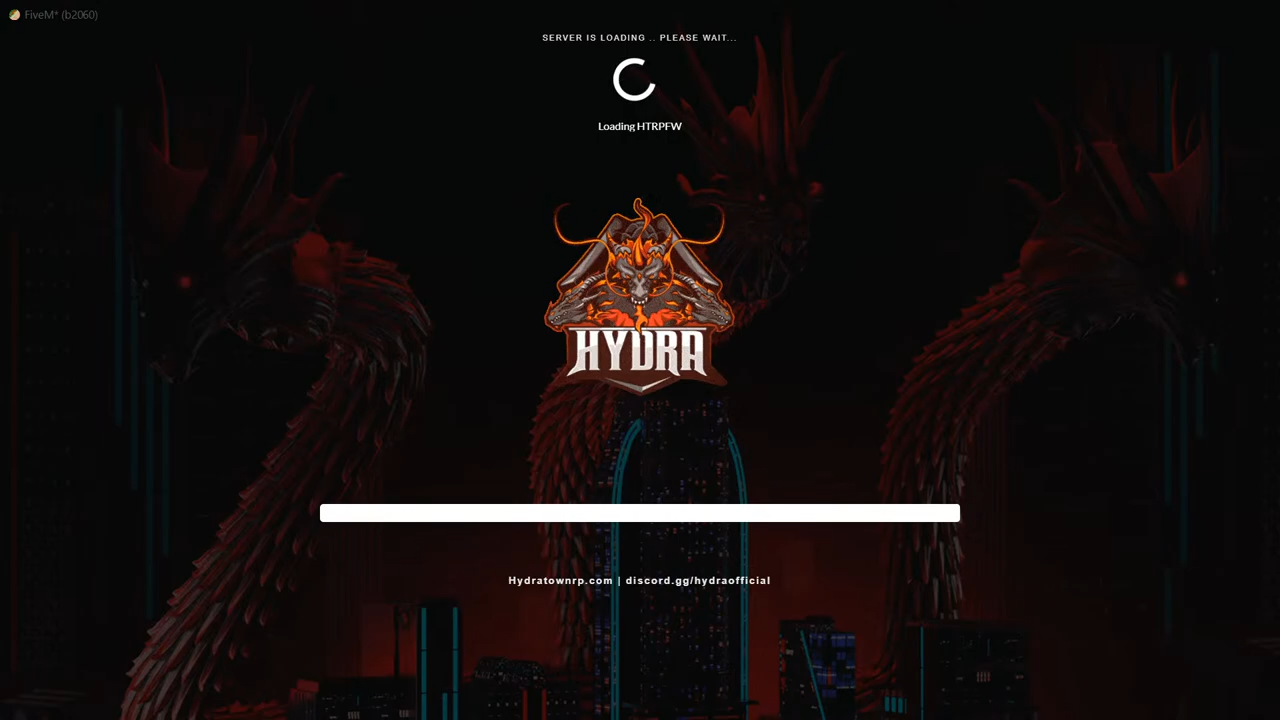 FiveM* (b2060)
SERVER IS LOADING .. PLEASE WAIT...
Loading HTRPFW
HYDRA
Hydratownrp.com | discord.gg/hydraofficial